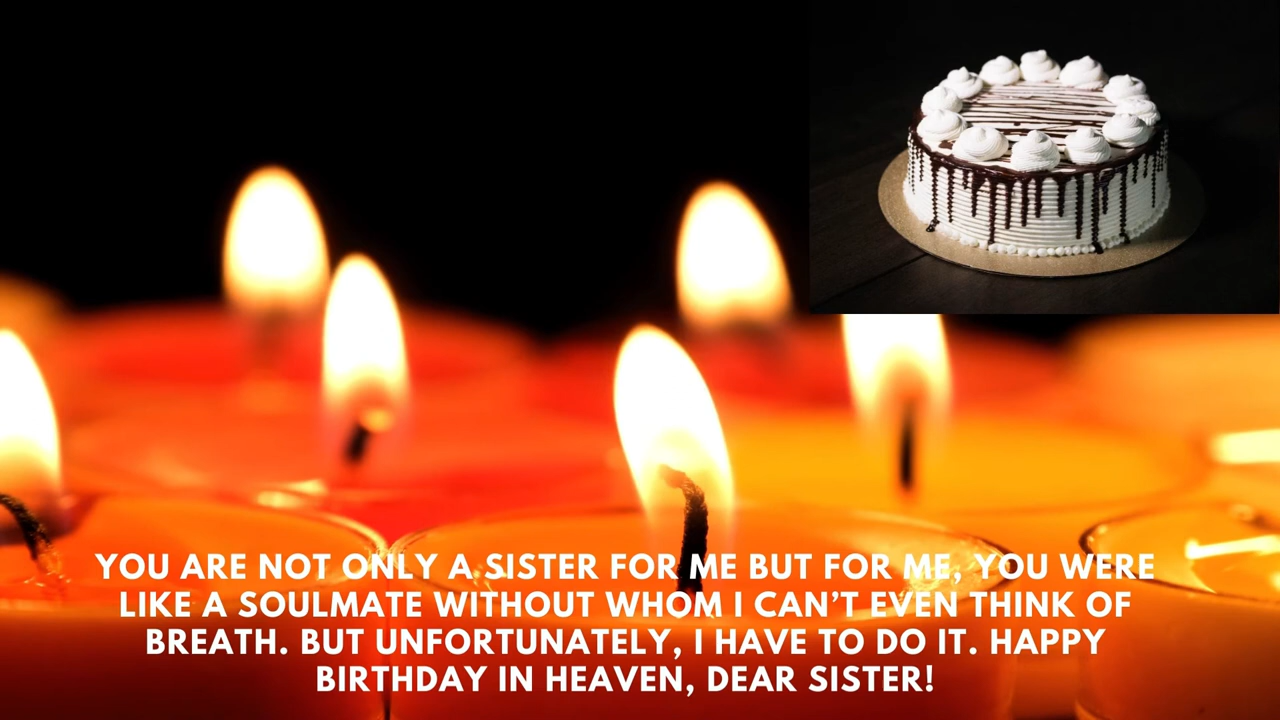 YOU ARE NOT ONLY A SISTER FOR ME BUT FOR ME, YOU WERE
LIKE A SOULMATE WITHOUT WHOM I CAN’T EVEN THINK OF
BREATH. BUT UNFORTUNATELY, I HAVE TO DO IT. HAPPY
BIRTHDAY IN HEAVEN, DEAR SISTER!